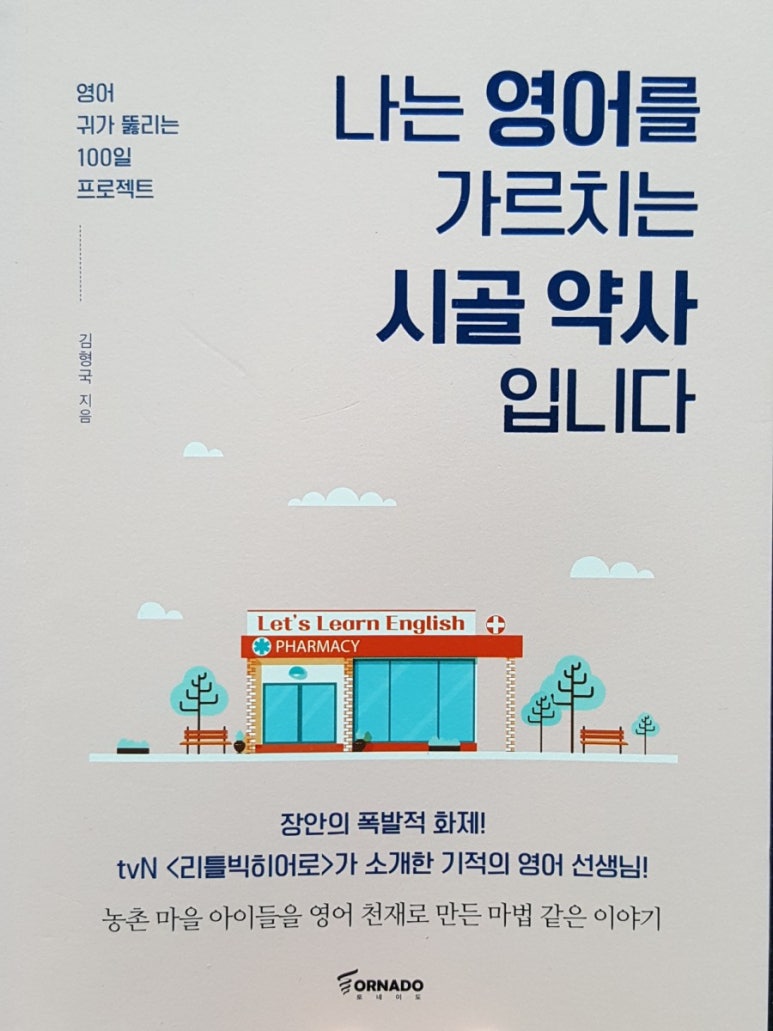 영어
귀가 뚫리는
100일
프로젝트
김형국 지음
나는 영어를
가르치는
시골 약사
입니다
Let's Learn English
PHARMACY
장안의 폭발적 화제!
tvN <리틀빅히어로>가 소개한 기적의 영어 선생님!
농촌 마을 아이들을 영어 천재로 만든 마법 같은 이야기
TORNADO
토네이도